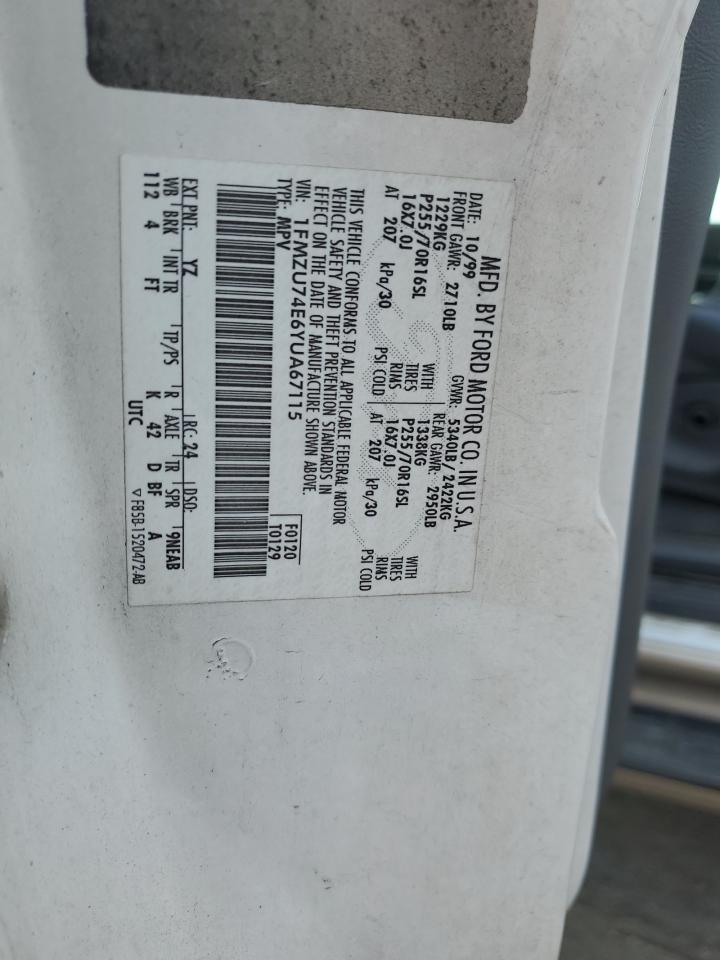 MFD. BY FORD MOTOR CO. IN U.S.A.
DATE: 10/99 GVWR: 5340LB/ 2422KG
FRONT GAWR: 2710LB REAR GAWR: 2950LB
1229KG WITH 1338KG WITH
P255/70R16SL TIRES P255/70R16SL TIRES
16X7.0J RIMS 16X7.0J RIMS
AT 207 kPa/30 PSI COLD AT 207 kPa/30 PSI COLD
THIS VEHICLE CONFORMS TO ALL APPLICABLE FEDERAL MOTOR
VEHICLE SAFETY AND THEFT PREVENTION STANDARDS IN
EFFECT ON THE DATE OF MANUFACTURE SHOWN ABOVE.
VIN: 1FMZU74E6YUA67115 F0120
TYPE: MPV T0129
EXT PNT: YZ RC: 24 DSO:
WB BRK INT TR TP/PS R AXLE TR SPR 9NEAB
112 4 FT K 42 D BF A
UTC ▽ F85B-1520472-AB